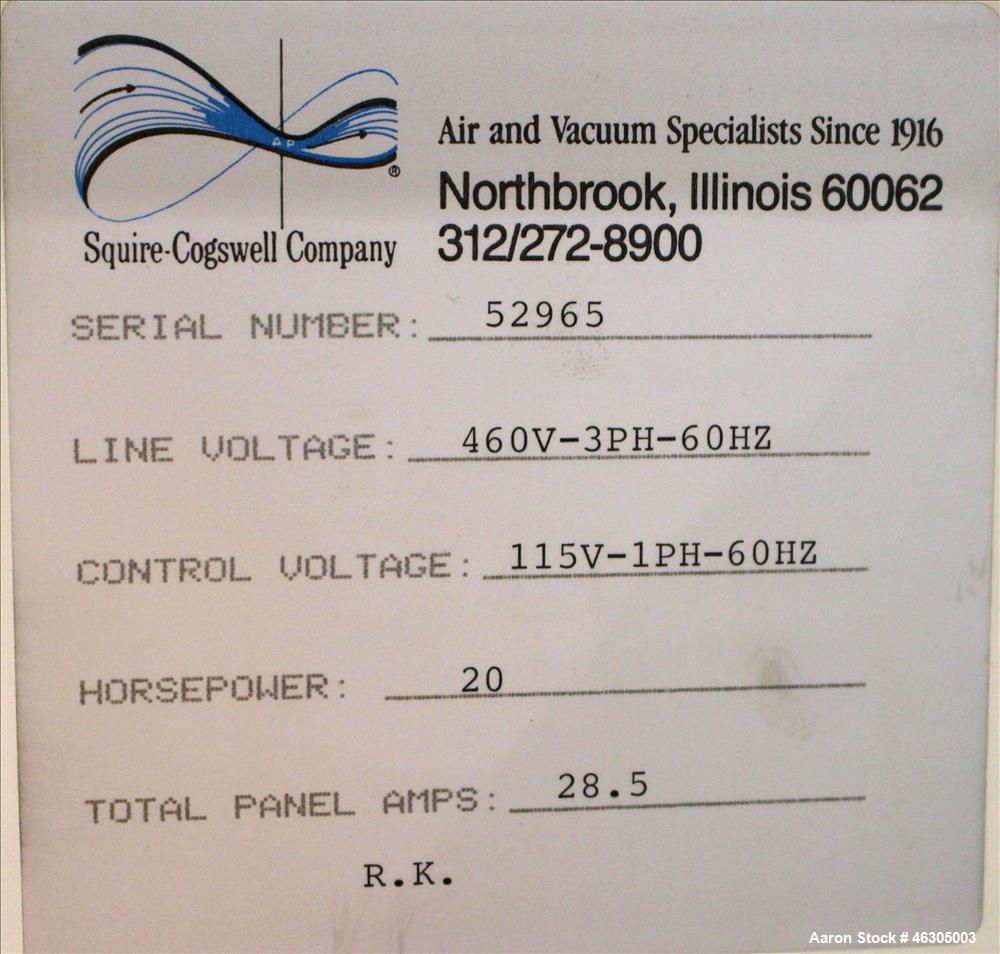 Air and Vacuum Specialists Since 1916
Northbrook, Illinois 60062
312/272-8900
A P
®
Squire-Cogswell Company
SERIAL NUMBER: 52965
LINE VOLTAGE: 460V-3PH-60HZ
CONTROL VOLTAGE: 115V-1PH-60HZ
HORSEPOWER: 20
TOTAL PANEL AMPS: 28.5
R.K.
Aaron Stock # 46305003